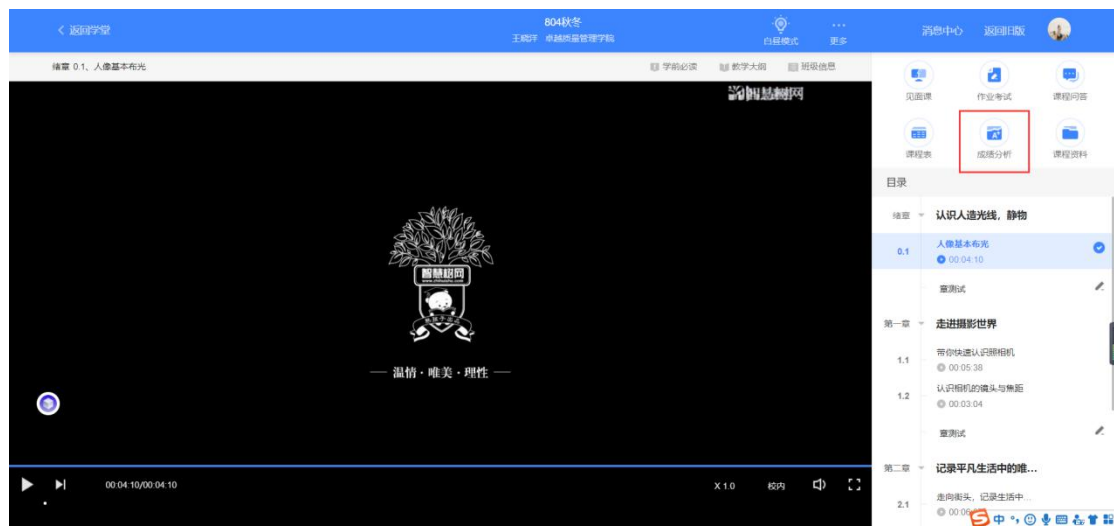 < 返回学堂
804秋冬
王晓洋 卓越质量管理学院
白昼模式
更多
消息中心
返回旧版
绪章 0.1、人像基本布光
学前必读
教学大纲
班级信息
智慧树网
见面课
作业考试
课程问答
课程表
成绩分析
课程资料
目录
绪章 认识人造光线，静物
0.1 人像基本布光
00:04:10
章测试
第一章 走进摄影世界
1.1 带你快速认识照相机
00:05:38
1.2 认识相机的镜头与焦距
00:03:04
章测试
第二章 记录平凡生活中的唯...
2.1 走向街头，记录生活中...
智慧树网
www.zhihuishu.com
温情·唯美·理性
00:04:10/00:04:10
X 1.0
校内
中